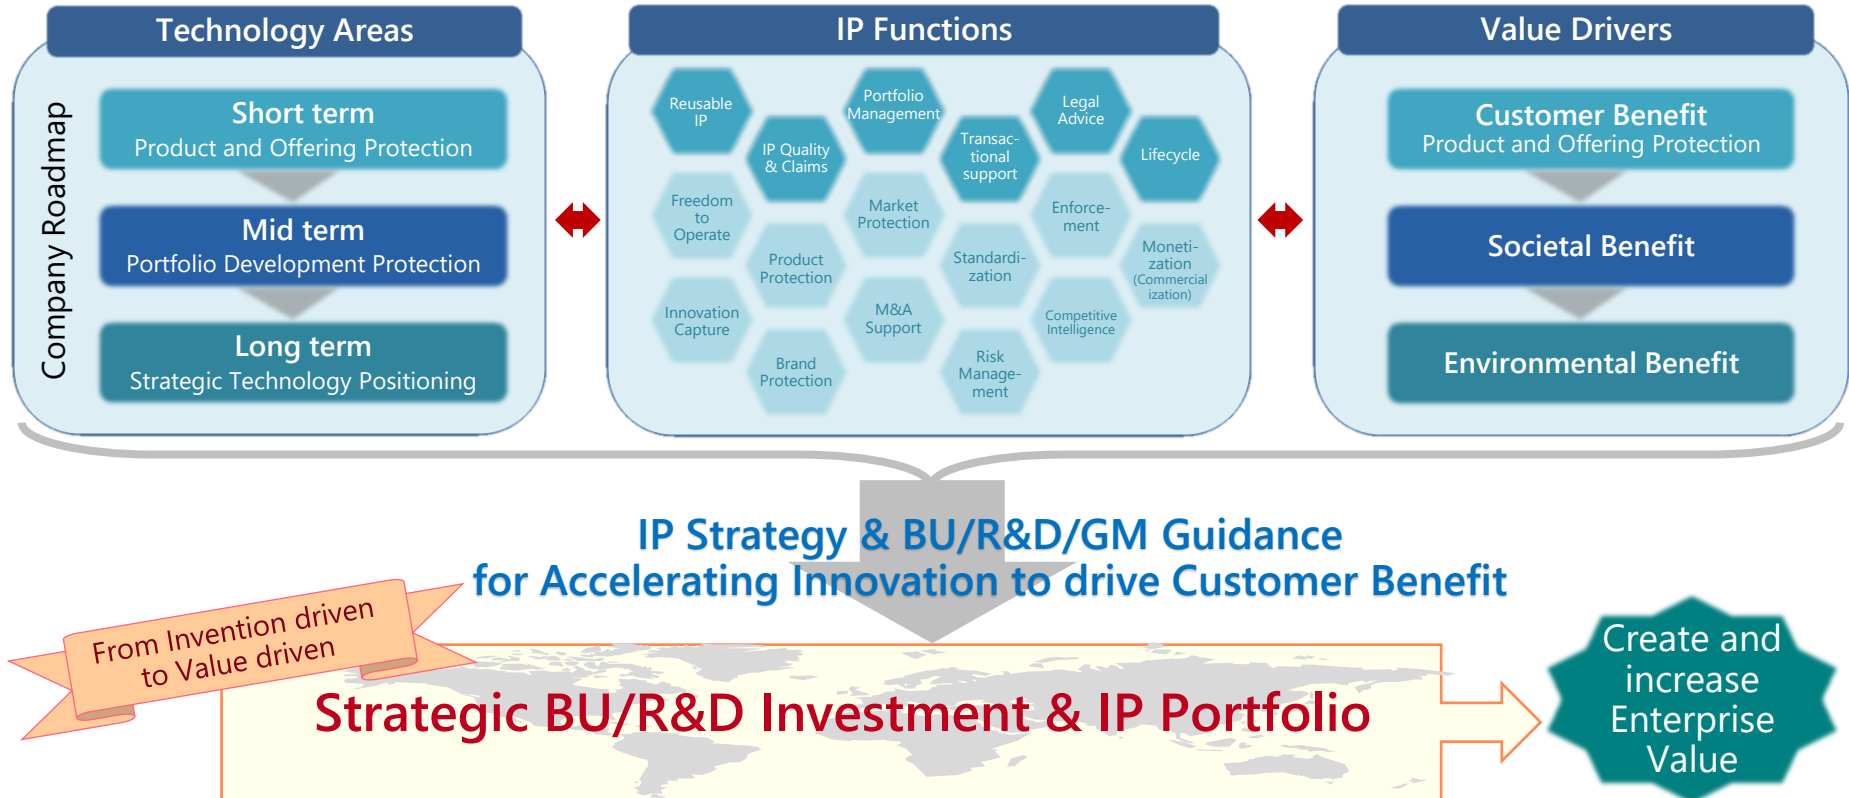 Technology Areas
Company Roadmap
Short term
Product and Offering Protection
Mid term
Portfolio Development Protection
Long term
Strategic Technology Positioning
IP Functions
Reusable
IP
IP Quality
& Claims
Portfolio
Management
Transac-
tional
support
Legal
Advice
Lifecycle
Freedom
to
Operate
Product
Protection
Market
Protection
Standardi-
zation
Enforce-
ment
Moneti-
zation
(Commercial
ization)
Innovation
Capture
Brand
Protection
M&A
Support
Risk
Manage-
ment
Competitive
Intelligence
Value Drivers
Customer Benefit
Product and Offering Protection
Societal Benefit
Environmental Benefit
IP Strategy & BU/R&D/GM Guidance
for Accelerating Innovation to drive Customer Benefit
From Invention driven
to Value driven
Strategic BU/R&D Investment & IP Portfolio
Create and
increase
Enterprise
Value